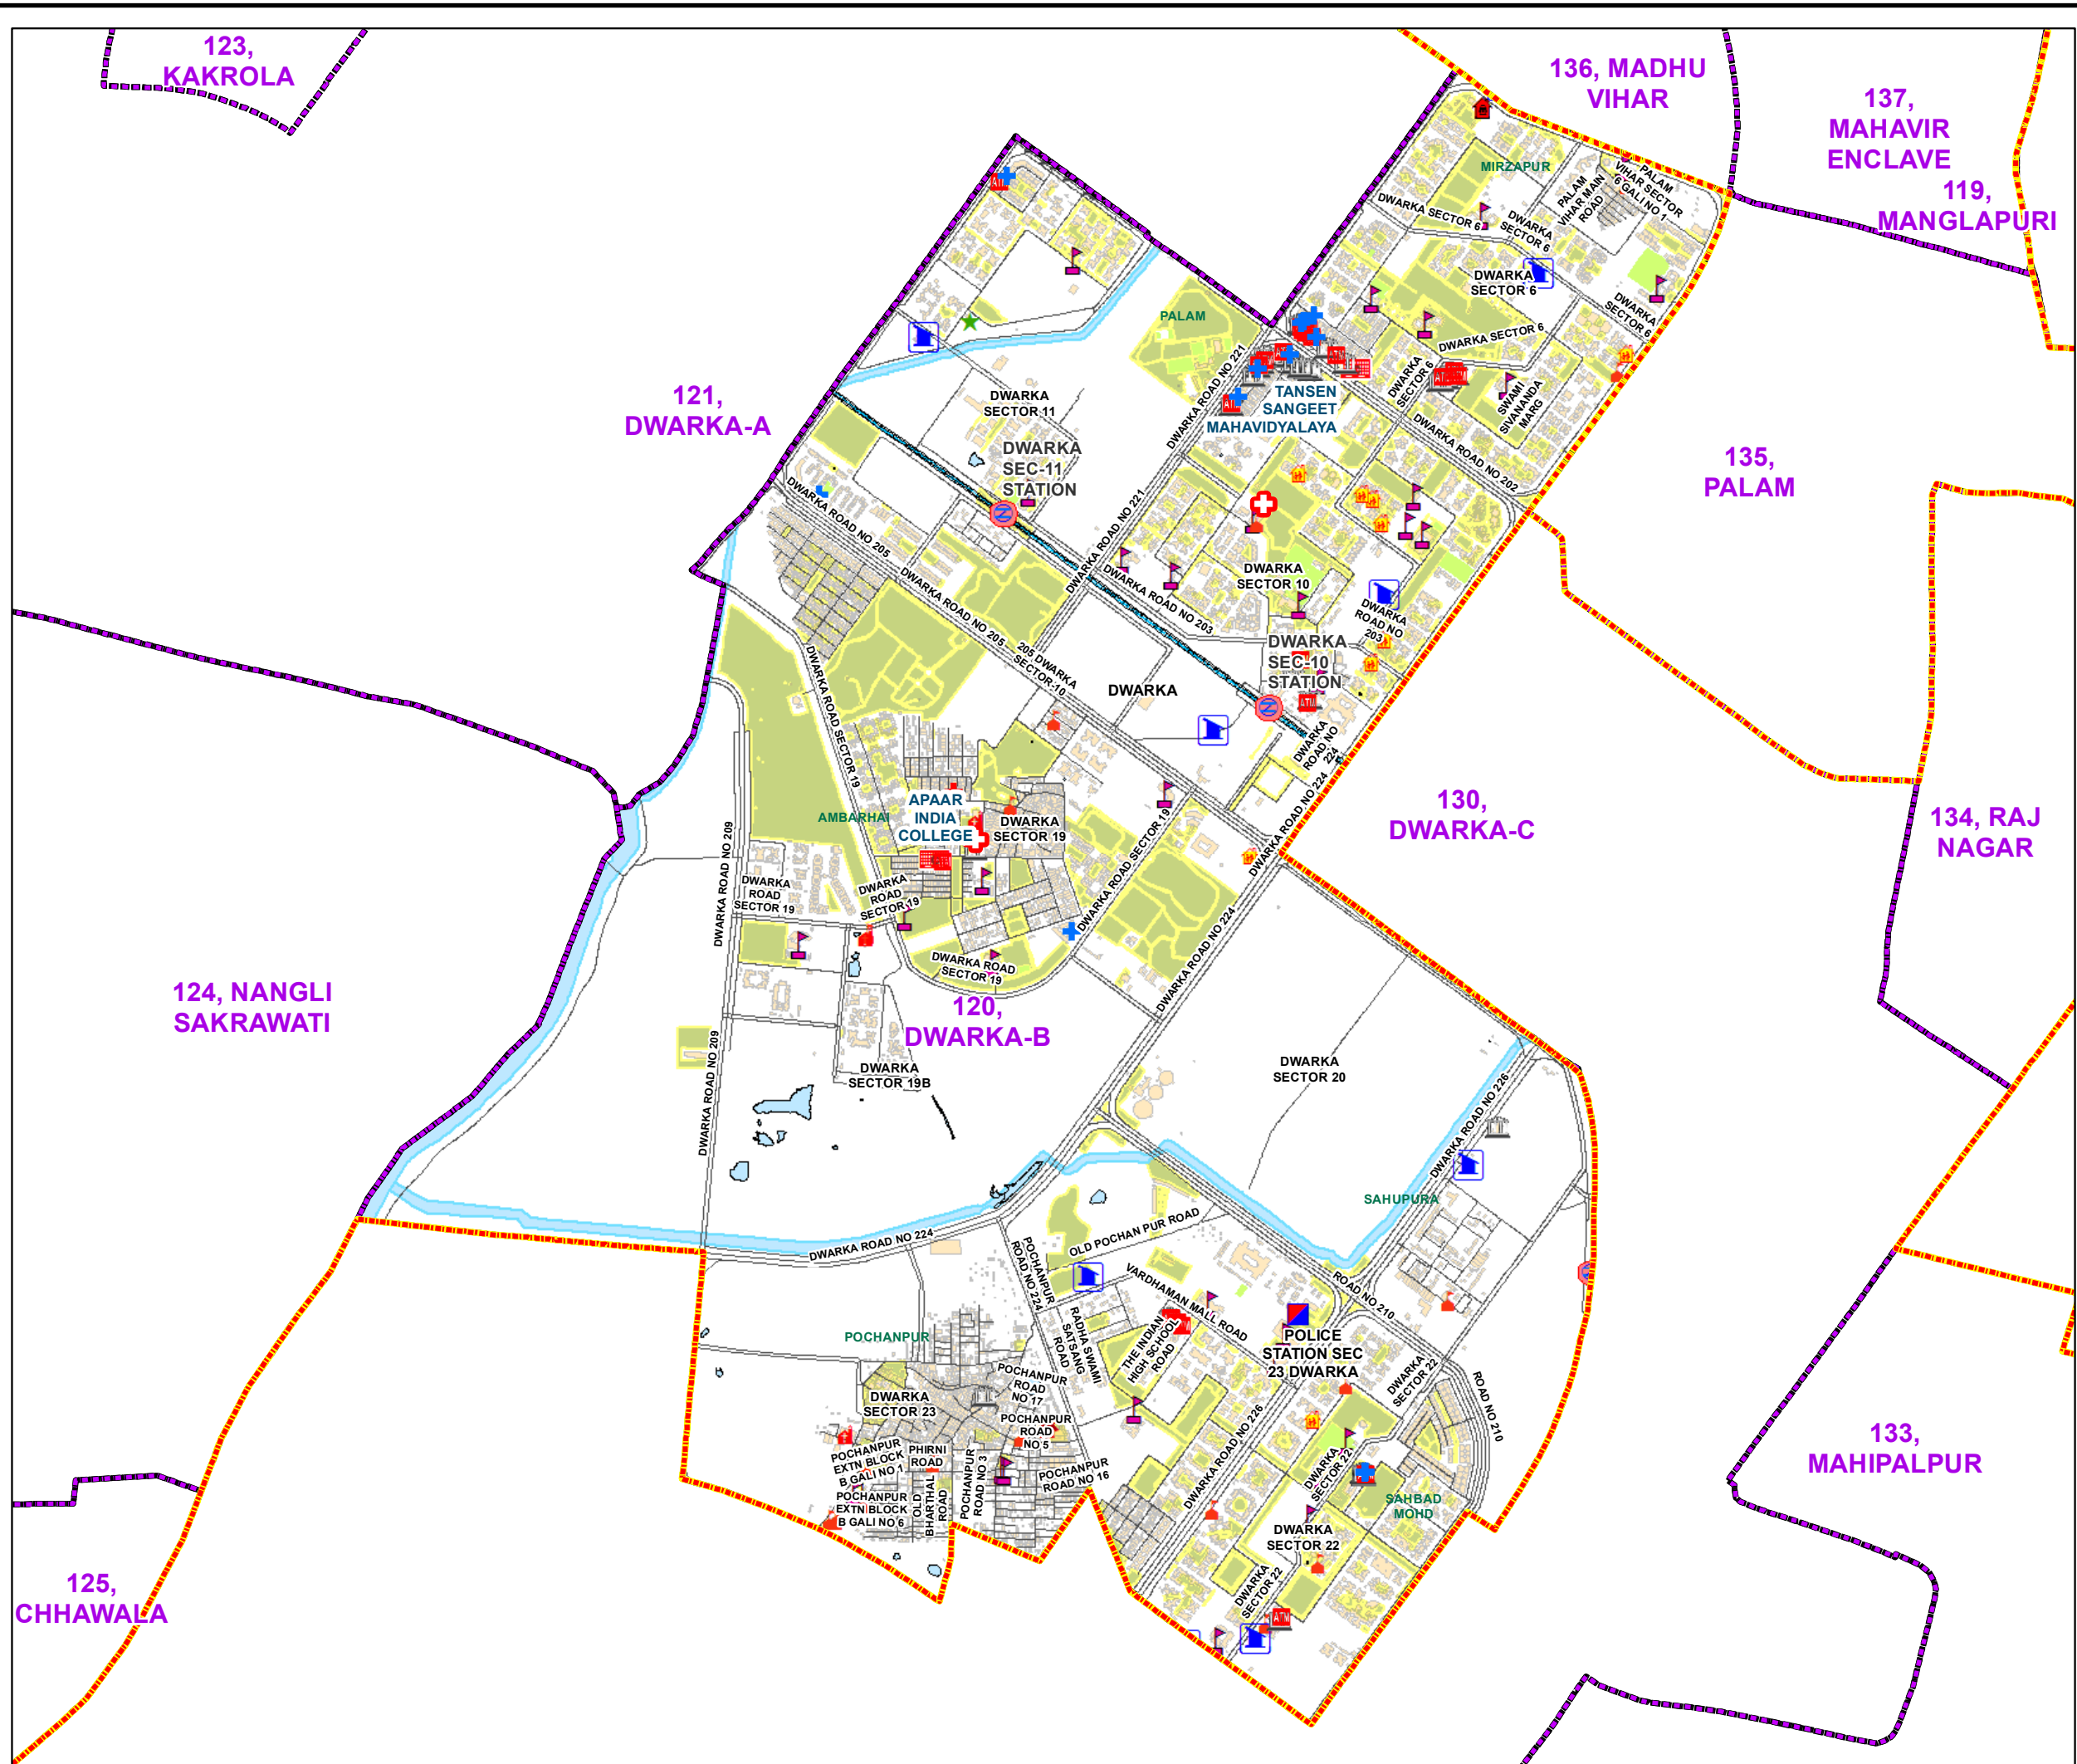 123,
KAKROLA
136, MADHU
VIHAR
137,
MAHAVIR
ENCLAVE
119,
MANGLAPURI
MIRZAPUR
PALAM
VIHAR MAIN
ROAD
PALAM
VIHAR SECTOR
6 GALI NO 1
DWARKA SECTOR 6
DWARKA
SECTOR 6
DWARKA
SECTOR 6
DWARKA
SECTOR 6
DWARKA SECTOR 6
DWARKA
SECTOR 6
SWAMI
SIVANANDA
MARG
PALAM
DWARKA ROAD NO 221
TANSEN
SANGEET
MAHAVIDYALAYA
DWARKA ROAD NO 202
121,
DWARKA-A
DWARKA
SECTOR 11
DWARKA
SEC-11
STATION
135,
PALAM
DWARKA ROAD NO 205
DWARKA ROAD NO 221
DWARKA ROAD NO 205
DWARKA ROAD NO 203
DWARKA
SECTOR 10
DWARKA
ROAD NO
203
205 DWARKA
SECTOR-10
DWARKA
SEC-10
STATION
DWARKA
DWARKA ROAD SECTOR 19
DWARKA
ROAD NO
224
DWARKA ROAD NO 224
AMBARHAI
APAAR
INDIA
COLLEGE
DWARKA
SECTOR 19
DWARKA ROAD SECTOR 19
130,
DWARKA-C
134, RAJ
NAGAR
DWARKA ROAD NO 209
DWARKA
ROAD
SECTOR 19
DWARKA
ROAD
SECTOR 19
DWARKA ROAD
SECTOR 19
DWARKA ROAD NO 224
124, NANGLI
SAKRAWATI
120,
DWARKA-B
DWARKA
SECTOR 19B
DWARKA
SECTOR 20
DWARKA ROAD NO 209
DWARKA ROAD NO 226
SAHUPURA
DWARKA ROAD NO 224
POCHANPUR
ROAD NO 224
OLD POCHAN PUR ROAD
VARDHAMAN MALL ROAD
ROAD NO 210
RADHA SWAMI
SATSANG
ROAD
THE INDIAN
HIGH SCHOOL
ROAD
POLICE
STATION SEC
23 DWARKA
POCHANPUR
DWARKA
SECTOR 22
ROAD NO 210
DWARKA
SECTOR 23
POCHANPUR
ROAD
NO 17
POCHANPUR
ROAD
NO 5
POCHANPUR
ROAD NO 16
POCHANPUR
EXTN BLOCK
B GALI NO 1
PHIRNI
ROAD
POCHANPUR
ROAD NO 3
POCHANPUR
EXTN BLOCK
B GALI NO 6
OLD
BHARTHAL
ROAD
DWARKA ROAD NO 226
DWARKA
SECTOR 22
SAHBAD
MOHD
DWARKA
SECTOR 22
DWARKA
SECTOR 22
ATM
ATM
133,
MAHIPALPUR
125,
CHHAWALA